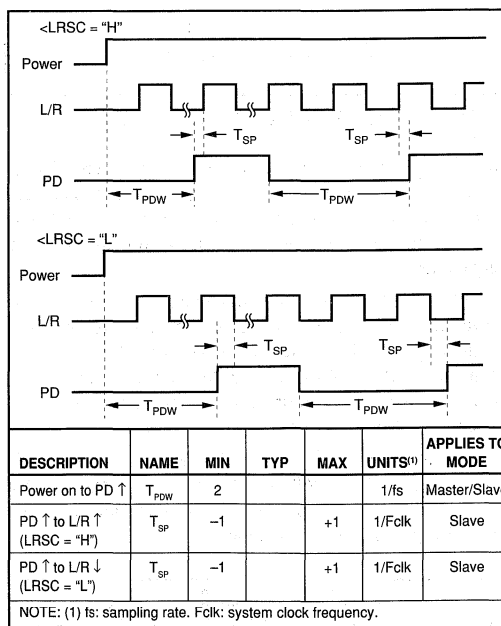 <LRSC = "H"
Power
L/R
T_SP T_SP
PD
T_PDW T_PDW
<LRSC = "L"
Power
L/R
T_SP T_SP
PD
T_PDW T_PDW
DESCRIPTION NAME MIN TYP MAX UNITS(1) APPLIES TO MODE
Power on to PD ↑ T_PDW 2 1/fs Master/Slave
PD ↑ to L/R ↑ (LRSC = "H") T_SP –1 +1 1/Fclk Slave
PD ↑ to L/R ↓ (LRSC = "L") T_SP –1 +1 1/Fclk Slave
NOTE: (1) fs: sampling rate. Fclk: system clock frequency.